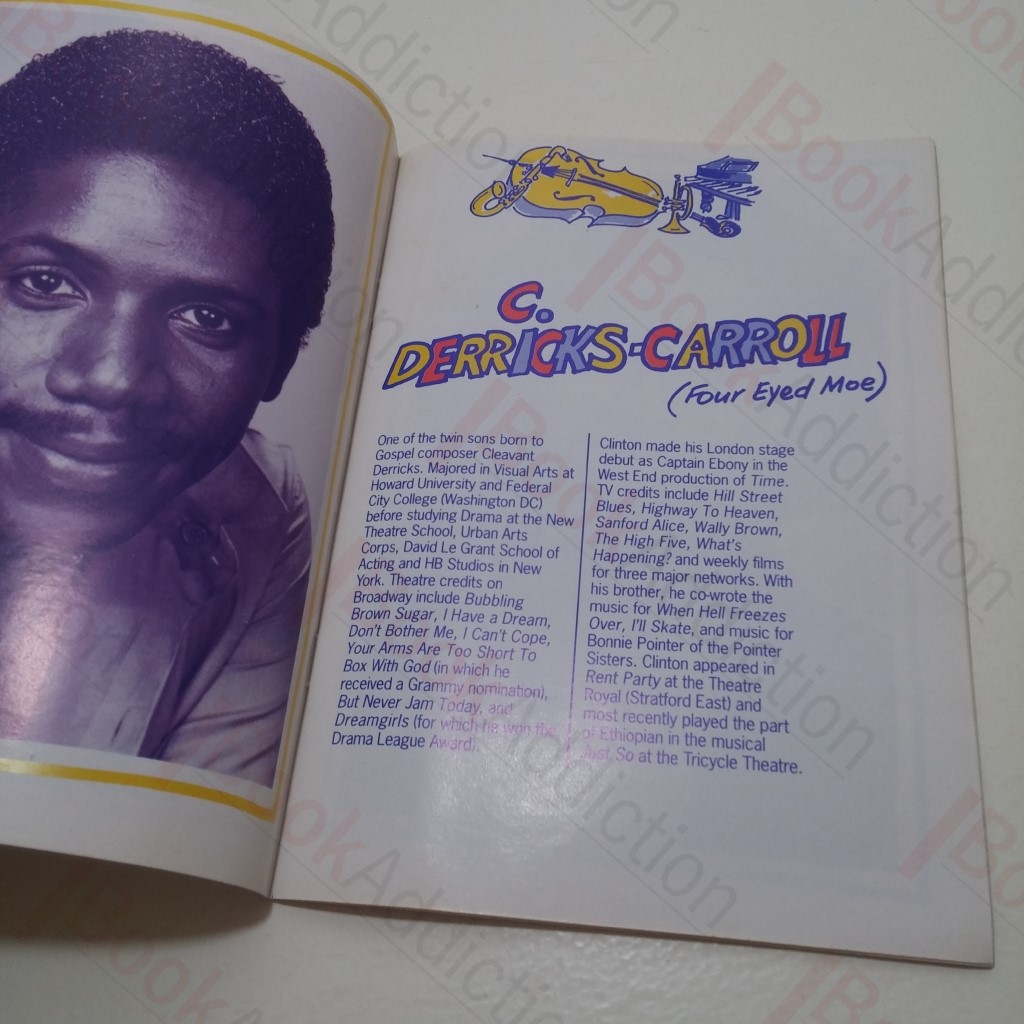 C.
DERRICKS-CARROLL
(Four Eyed Moe)
One of the twin sons born to
Gospel composer Cleavant
Derricks. Majored in Visual Arts at
Howard University and Federal
City College (Washington DC)
before studying Drama at the New
Theatre School, Urban Arts
Corps, David Le Grant School of
Acting and HB Studios in New
York. Theatre credits on
Broadway include Bubbling
Brown Sugar, I Have a Dream,
Don't Bother Me, I Can't Cope,
Your Arms Are Too Short To
Box With God (in which he
received a Grammy nomination),
But Never Jam Today, and
Dreamgirls (for which he won the
Drama League Award).
Clinton made his London stage
debut as Captain Ebony in the
West End production of Time.
TV credits include Hill Street
Blues, Highway To Heaven,
Sanford Alice, Wally Brown,
The High Five, What's
Happening? and weekly films
for three major networks. With
his brother, he co-wrote the
music for When Hell Freezes
Over, I'll Skate, and music for
Bonnie Pointer of the Pointer
Sisters. Clinton appeared in
Rent Party at the Theatre
Royal (Stratford East) and
most recently played the part
of Ethiopian in the musical
Just So at the Tricycle Theatre.
BookAddiction
BookAddiction
BookAddiction
BookAddiction
BookAddiction